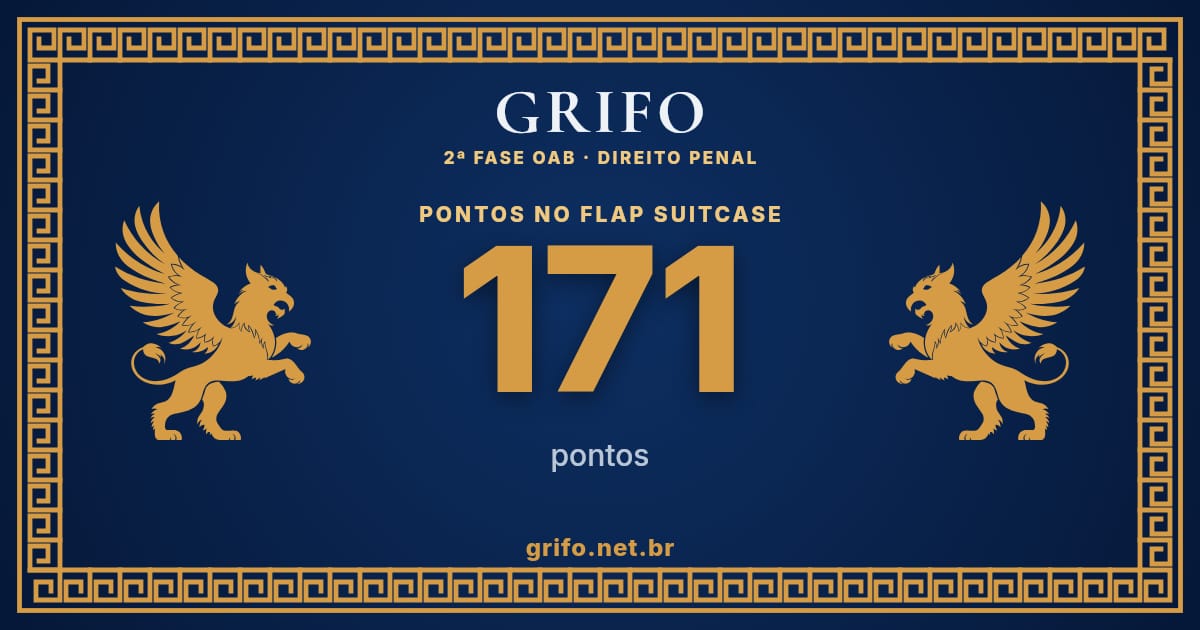 GRIFO
2ª FASE OAB · DIREITO PENAL
PONTOS NO FLAP SUITCASE
171
pontos
grifo.net.br